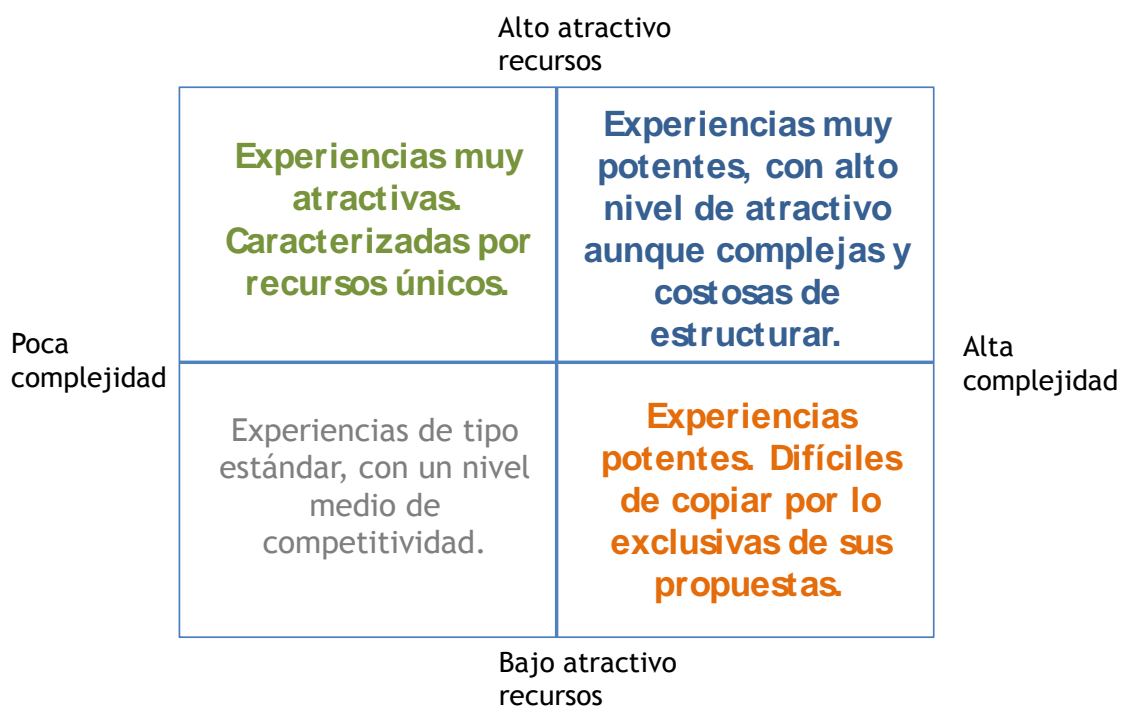 Alto atractivo
recursos
Experiencias muy
atractivas.
Caracterizadas por
recursos únicos.
Experiencias muy
potentes, con alto
nivel de atractivo
aunque complejas y
costosas de
estructurar.
Poca
complejidad
Alta
complejidad
Experiencias de tipo
estándar, con un nivel
medio de
competitividad.
Experiencias
potentes. Difíciles
de copiar por lo
exclusivas de sus
propuestas.
Bajo atractivo
recursos